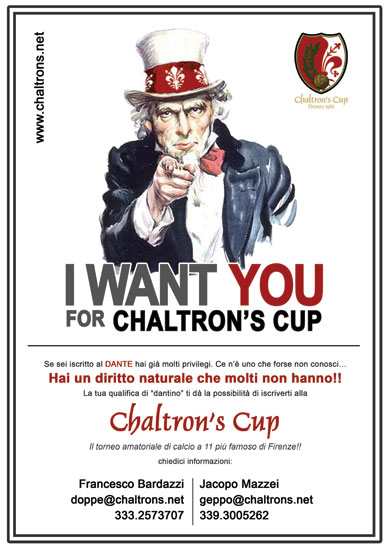 www.chaltrons.net
Chaltron's Cup
I WANT YOU
FOR CHALTRON'S CUP
Se sei iscritto al DANTE hai già molti privilegi. Ce n'è uno che forse non conosci…
Hai un diritto naturale che molti non hanno!!
La tua qualifica di "dantino" ti dà la possibilità di iscriverti alla
Chaltron's Cup
Il torneo amatoriale di calcio a 11 più famoso di Firenze!!
chiedici informazioni:
Francesco Bardazzi
doppe@chaltrons.net
333.2573707
Jacopo Mazzei
geppo@chaltrons.net
339.3005262